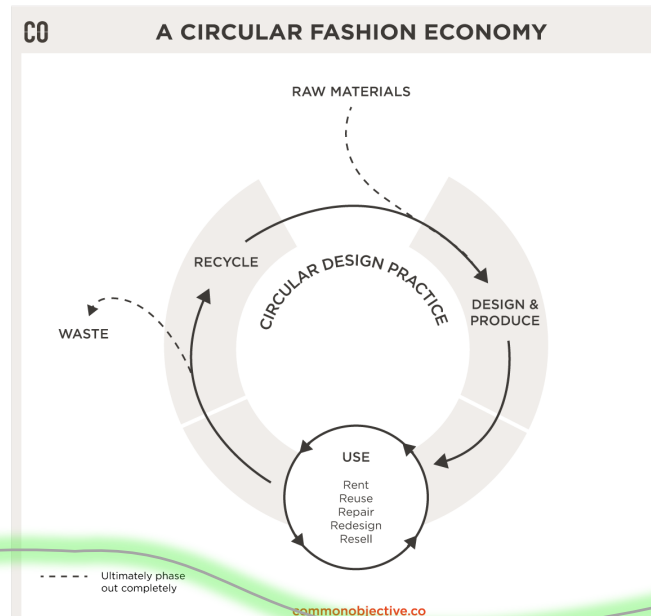 CO
A CIRCULAR FASHION ECONOMY
RAW MATERIALS
RECYCLE
CIRCULAR DESIGN PRACTICE
DESIGN &
PRODUCE
WASTE
USE
Rent
Reuse
Repair
Redesign
Resell
Ultimately phase
out completely
commonobjective.co